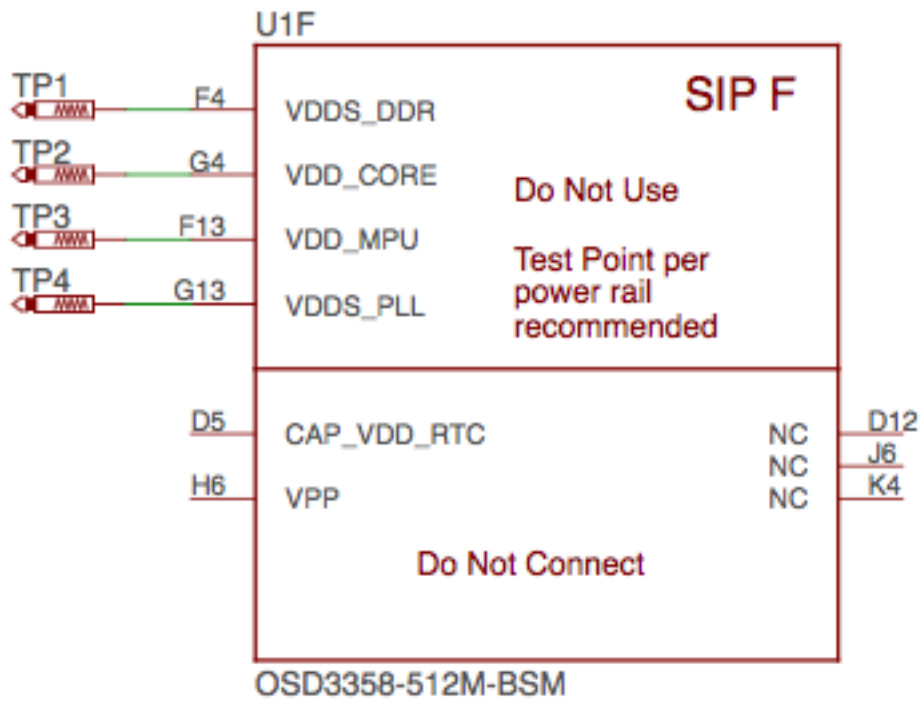 U1F
SIP F
TP1 F4 VDDS_DDR
TP2 G4 VDD_CORE
Do Not Use
TP3 F13 VDD_MPU
Test Point per
power rail
recommended
TP4 G13 VDDS_PLL
D5 CAP_VDD_RTC NC D12
NC J6
H6 VPP NC K4
Do Not Connect
OSD3358-512M-BSM